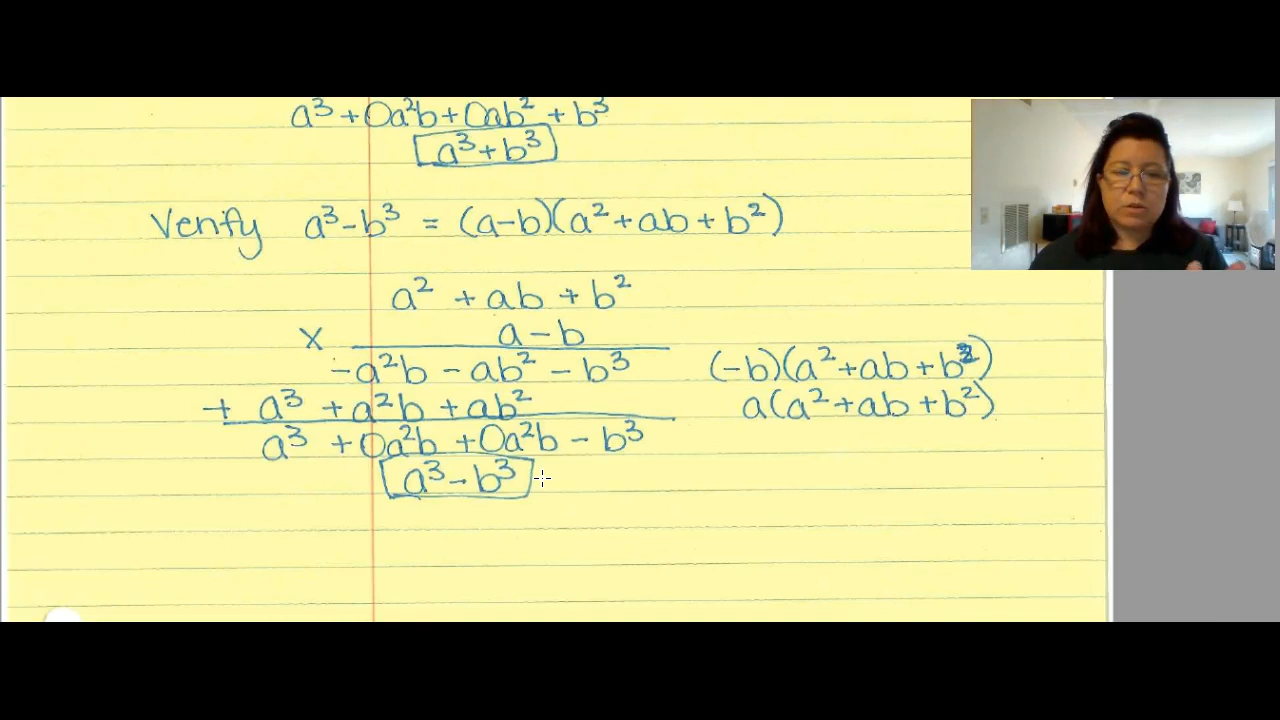 a³ + 0a²b + 0ab² + b³
a³ + b³
Verify a³ - b³ = (a - b)(a² + ab + b²)
a² + ab + b²
x a - b
-a²b - ab² - b³ (-b)(a² + ab + b²)
+ a³ + a²b + ab² a(a² + ab + b²)
a³ + 0a²b + 0a²b - b³
a³ - b³